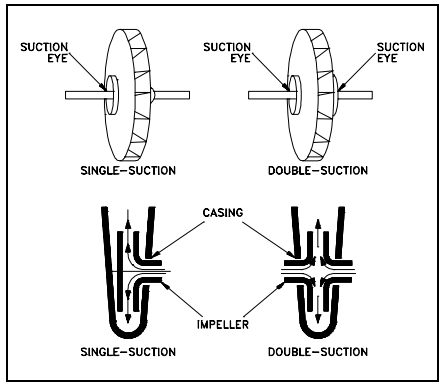 SUCTION
EYE
SUCTION
EYE
SUCTION
EYE
SINGLE-SUCTION
DOUBLE-SUCTION
CASING
IMPELLER
SINGLE-SUCTION
DOUBLE-SUCTION